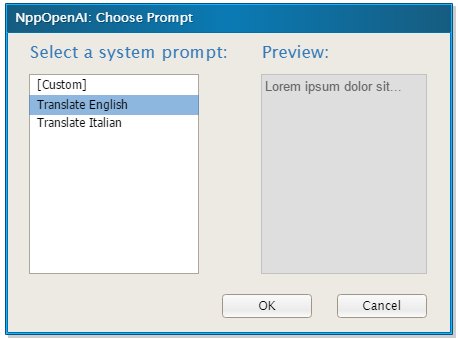 NppOpenAI: Choose Prompt
Select a system prompt:
[Custom]
Translate English
Translate Italian
Preview:
Lorem ipsum dolor sit...
OK
Cancel